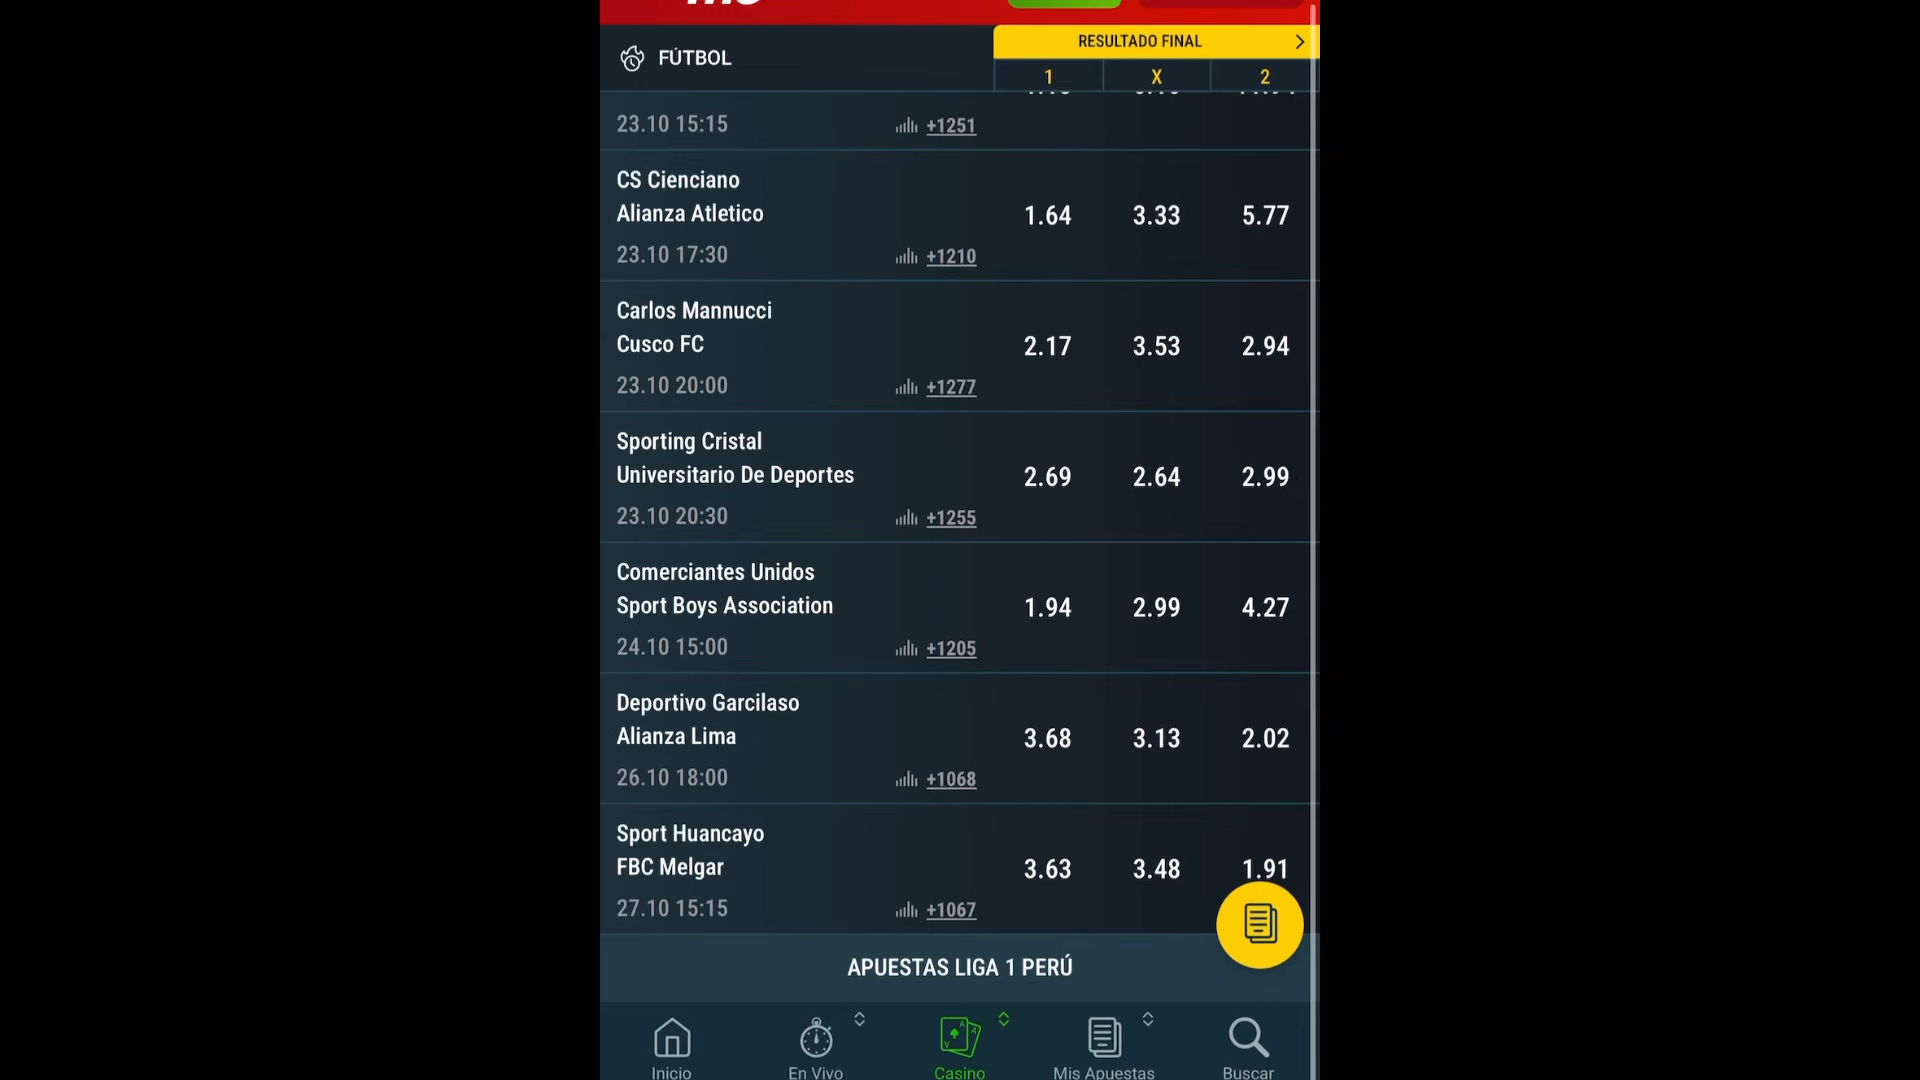 RESULTADO FINAL
FÚTBOL
1 X 2
23.10 15:15 +1251
CS Cienciano
Alianza Atletico
1.64 3.33 5.77
23.10 17:30 +1210
Carlos Mannucci
Cusco FC
2.17 3.53 2.94
23.10 20:00 +1277
Sporting Cristal
Universitario De Deportes
2.69 2.64 2.99
23.10 20:30 +1255
Comerciantes Unidos
Sport Boys Association
1.94 2.99 4.27
24.10 15:00 +1205
Deportivo Garcilaso
Alianza Lima
3.68 3.13 2.02
26.10 18:00 +1068
Sport Huancayo
FBC Melgar
3.63 3.48 1.91
27.10 15:15 +1067
APUESTAS LIGA 1 PERÚ
Inicio En Vivo Casino Mis Apuestas Buscar